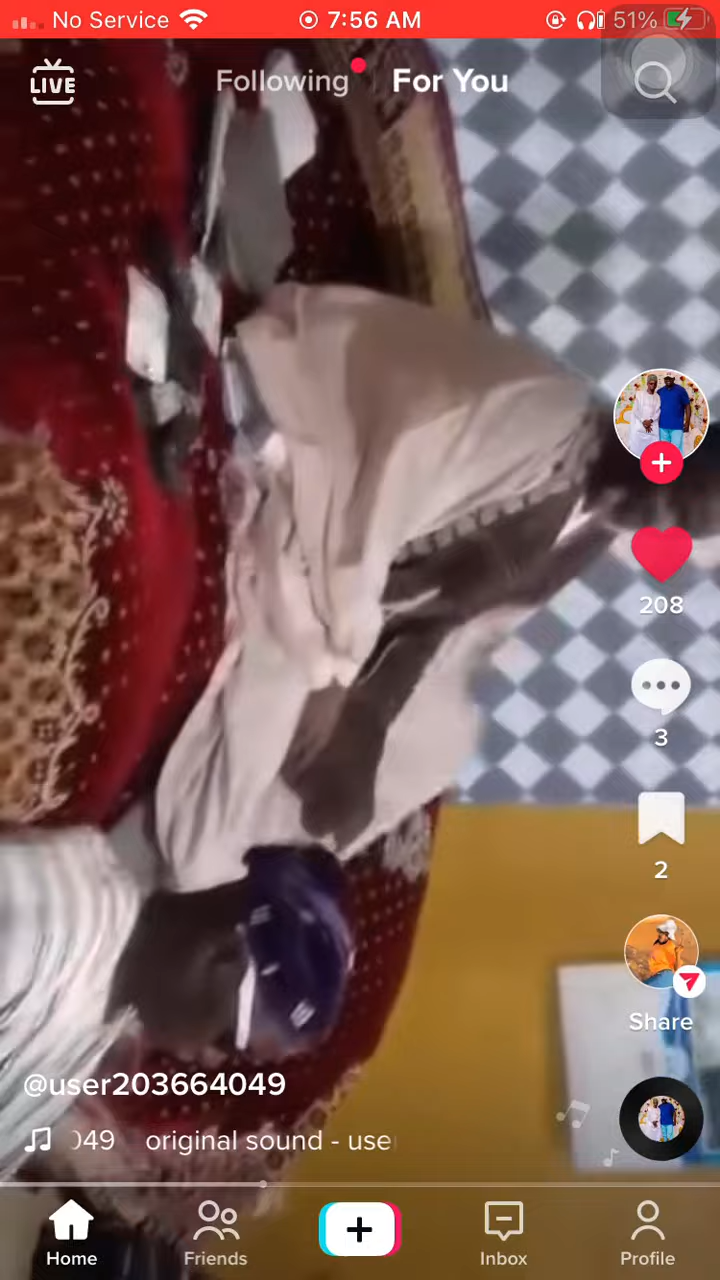 No Service
7:56 AM
51%
LIVE
Following
For You
208
3
2
Share
@user203664049
049 original sound - use
Home
Friends
Inbox
Profile